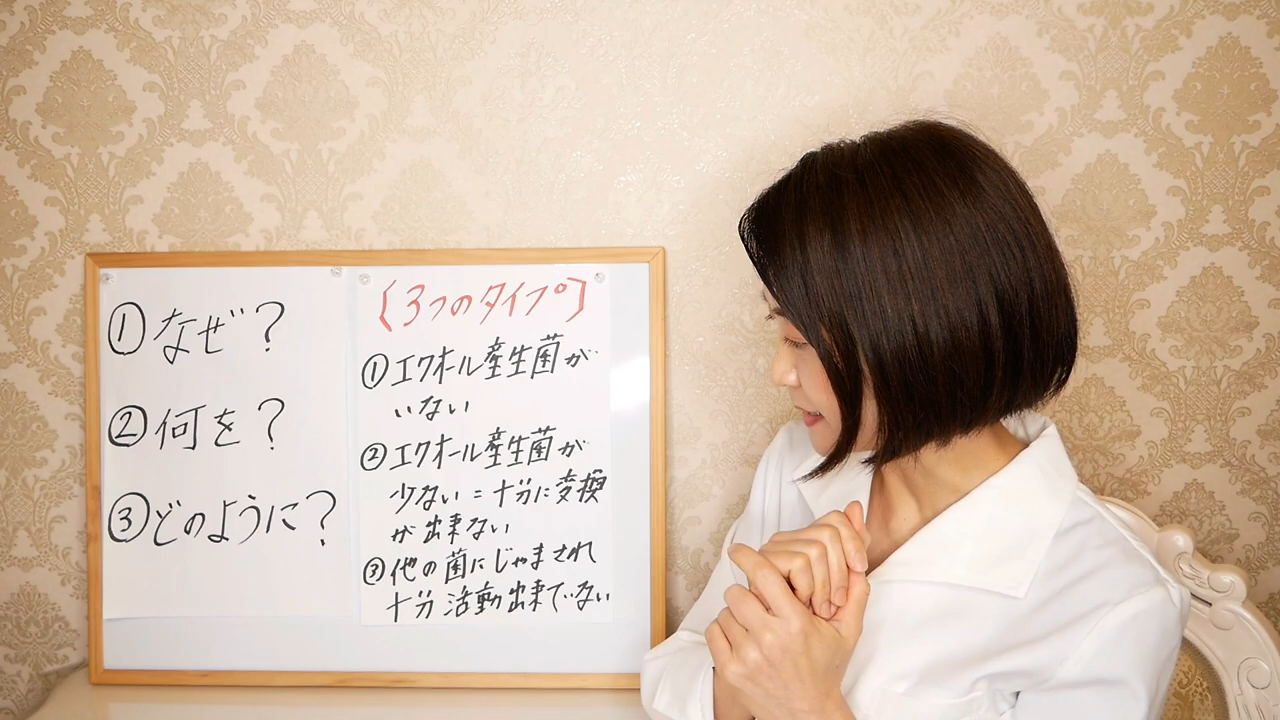 ①なぜ？
②何を？
③どのように？
【3つのタイプ】
①エクオール産生菌が
いない
②エクオール産生菌が
少ない=十分に変換
が出来ない
③他の菌にじゃまされ
十分活動出来ていない